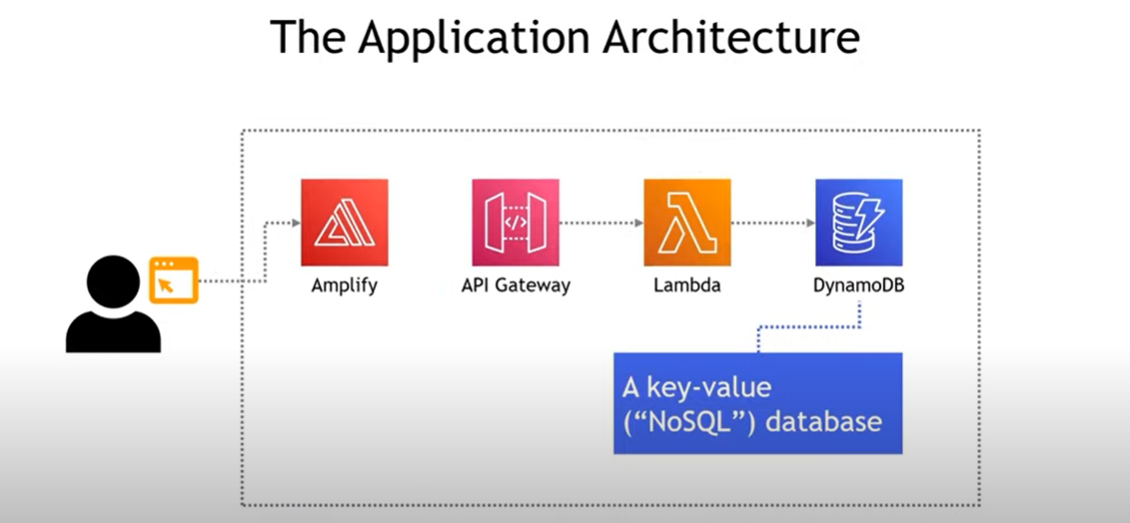 The Application Architecture
Amplify
API Gateway
Lambda
DynamoDB
A key-value
(“NoSQL”) database